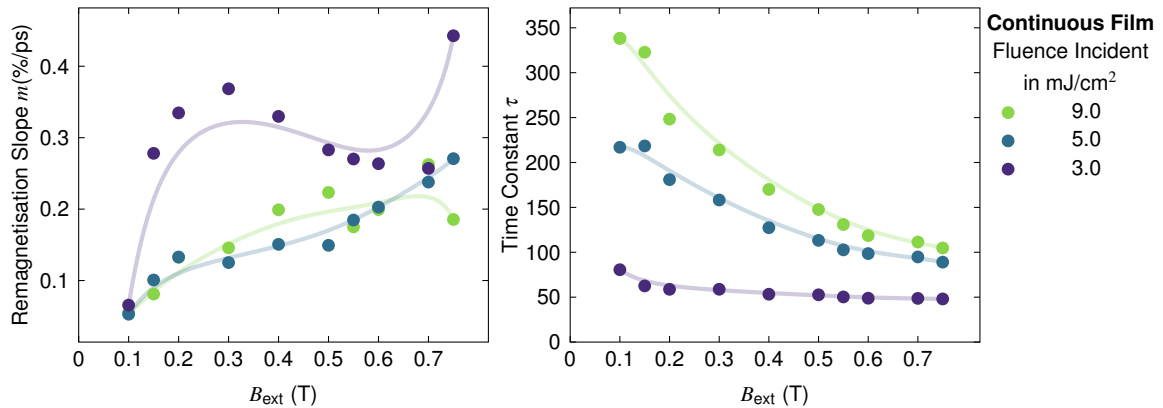 Remagnetisation Slope m(%/ps)
0.4
0.3
0.2
0.1
0 0.1 0.2 0.3 0.4 0.5 0.6 0.7
Bext (T)
Time Constant τ
350
300
250
200
150
100
50
0
0 0.1 0.2 0.3 0.4 0.5 0.6 0.7
Bext (T)
Continuous Film
Fluence Incident
in mJ/cm²
9.0
5.0
3.0